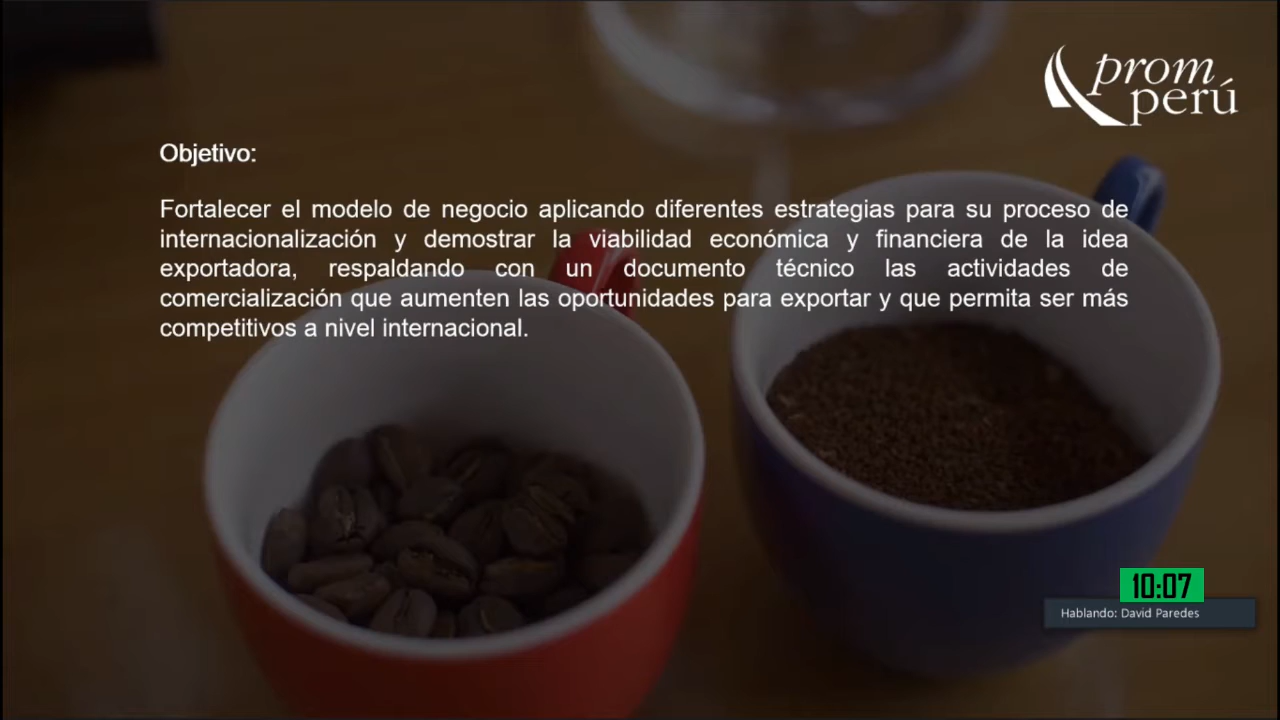 prom
perú
Objetivo:
Fortalecer el modelo de negocio aplicando diferentes estrategias para su proceso de
internacionalización y demostrar la viabilidad económica y financiera de la idea
exportadora, respaldando con un documento técnico las actividades de
comercialización que aumenten las oportunidades para exportar y que permita ser más
competitivos a nivel internacional.
10:07
Hablando: David Paredes